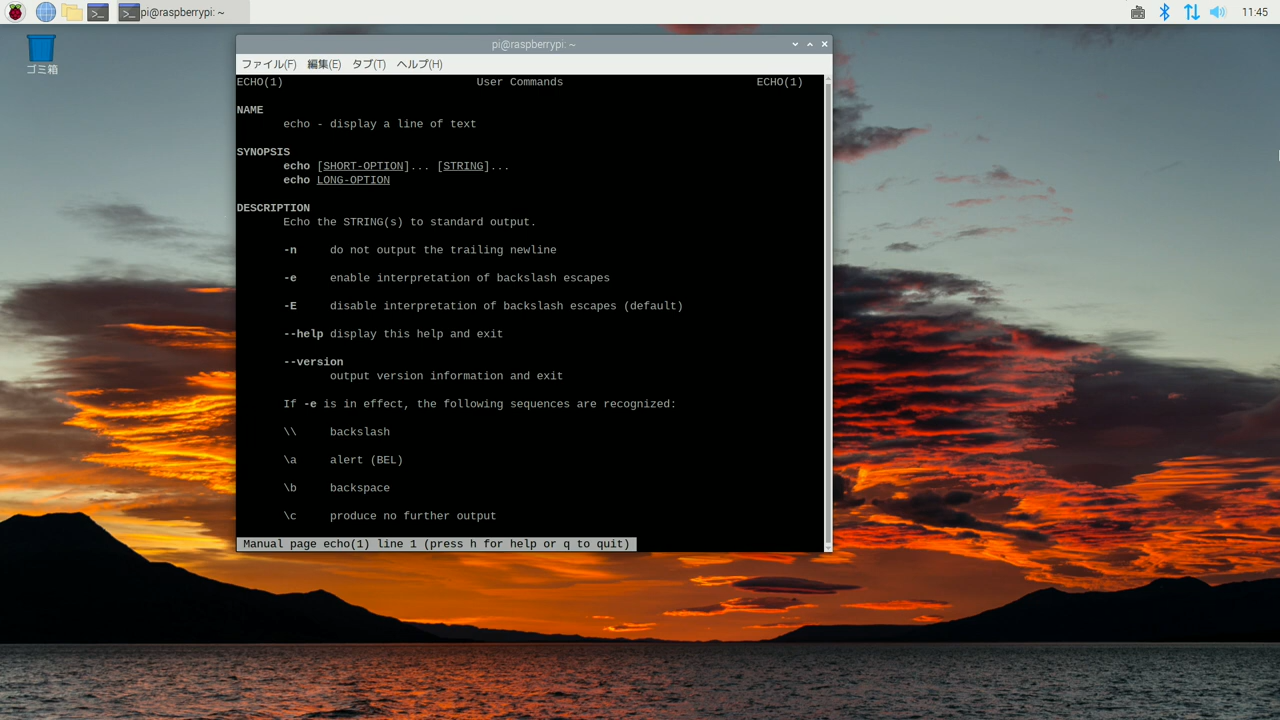 pi@raspberrypi: ~
11:45
ゴミ箱
pi@raspberrypi: ~
ファイル(F) 編集(E) タブ(T) ヘルプ(H)
ECHO(1) User Commands ECHO(1)
NAME
echo - display a line of text
SYNOPSIS
echo [SHORT-OPTION]... [STRING]...
echo LONG-OPTION
DESCRIPTION
Echo the STRING(s) to standard output.
-n do not output the trailing newline
-e enable interpretation of backslash escapes
-E disable interpretation of backslash escapes (default)
--help display this help and exit
--version
output version information and exit
If -e is in effect, the following sequences are recognized:
\\ backslash
\a alert (BEL)
\b backspace
\c produce no further output
Manual page echo(1) line 1 (press h for help or q to quit)